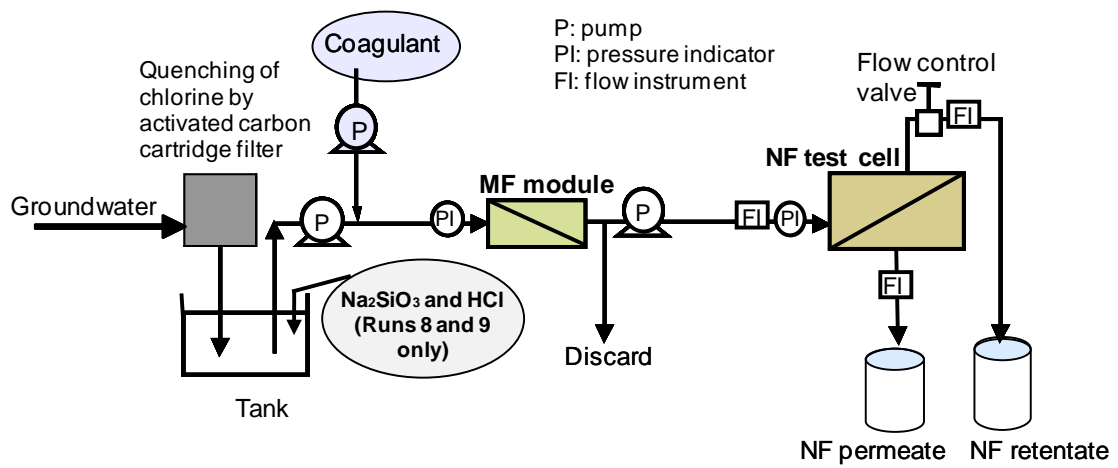 Coagulant
P: pump
PI: pressure indicator
FI: flow instrument
Quenching of
chlorine by
activated carbon
cartridge filter
Flow control
valve
P
FI
NF test cell
MF module
Groundwater
P
PI
P
FI
PI
FI
Na₂SiO₃ and HCl
(Runs 8 and 9
only)
Discard
Tank
NF permeate
NF retentate